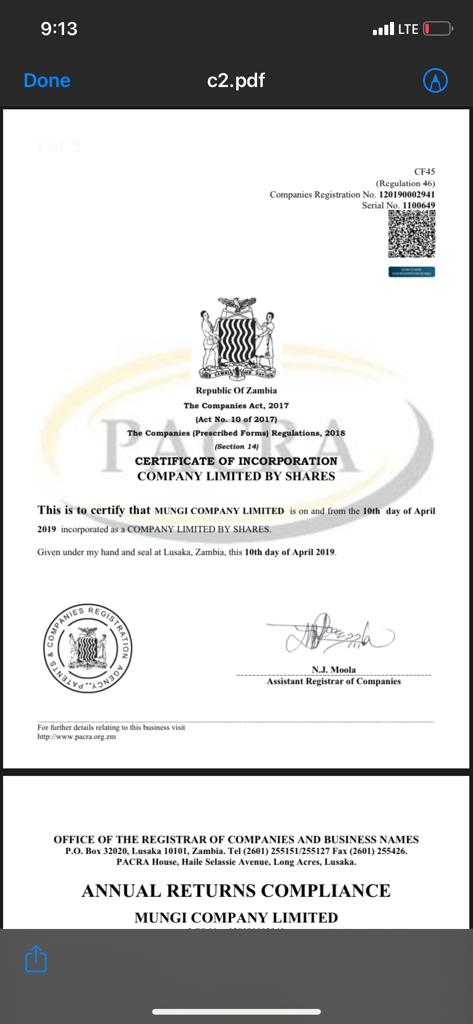 9:13
LTE
Done
c2.pdf
1 of 3
CF45
(Regulation 46)
Companies Registration No. 120190002941
Serial No. 1100649
Republic Of Zambia
The Companies Act, 2017
(Act No. 10 of 2017)
The Companies (Prescribed Forms) Regulations, 2018
(Section 14)
PACRA
CERTIFICATE OF INCORPORATION
COMPANY LIMITED BY SHARES
This is to certify that MUNGI COMPANY LIMITED is on and from the 10th day of April
2019 incorporated as a COMPANY LIMITED BY SHARES.
Given under my hand and seal at Lusaka, Zambia, this 10th day of April 2019.
PATENTS & COMPANIES REGISTRATION AGENCY
N.J. Moola
Assistant Registrar of Companies
For further details relating to this business visit
http://www.pacra.org.zm
OFFICE OF THE REGISTRAR OF COMPANIES AND BUSINESS NAMES
P.O. Box 32020, Lusaka 10101, Zambia. Tel (2601) 255151/255127 Fax (2601) 255426.
PACRA House, Haile Selassie Avenue, Long Acres, Lusaka.
ANNUAL RETURNS COMPLIANCE
MUNGI COMPANY LIMITED